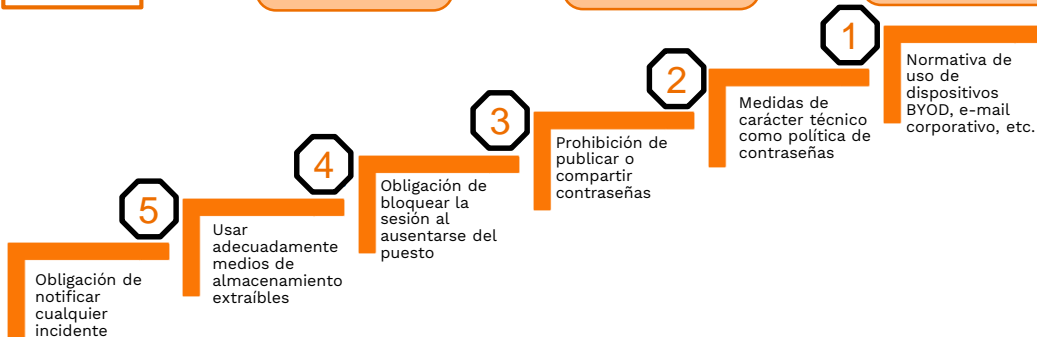 1
Normativa de
uso de
dispositivos
BYOD, e-mail
corporativo, etc.
2
Medidas de
carácter técnico
como política de
contraseñas
3
Prohibición de
publicar o
compartir
contraseñas
4
Obligación de
bloquear la
sesión al
ausentarse del
puesto
5
Usar
adecuadamente
medios de
almacenamiento
extraíbles
Obligación de
notificar
cualquier
incidente